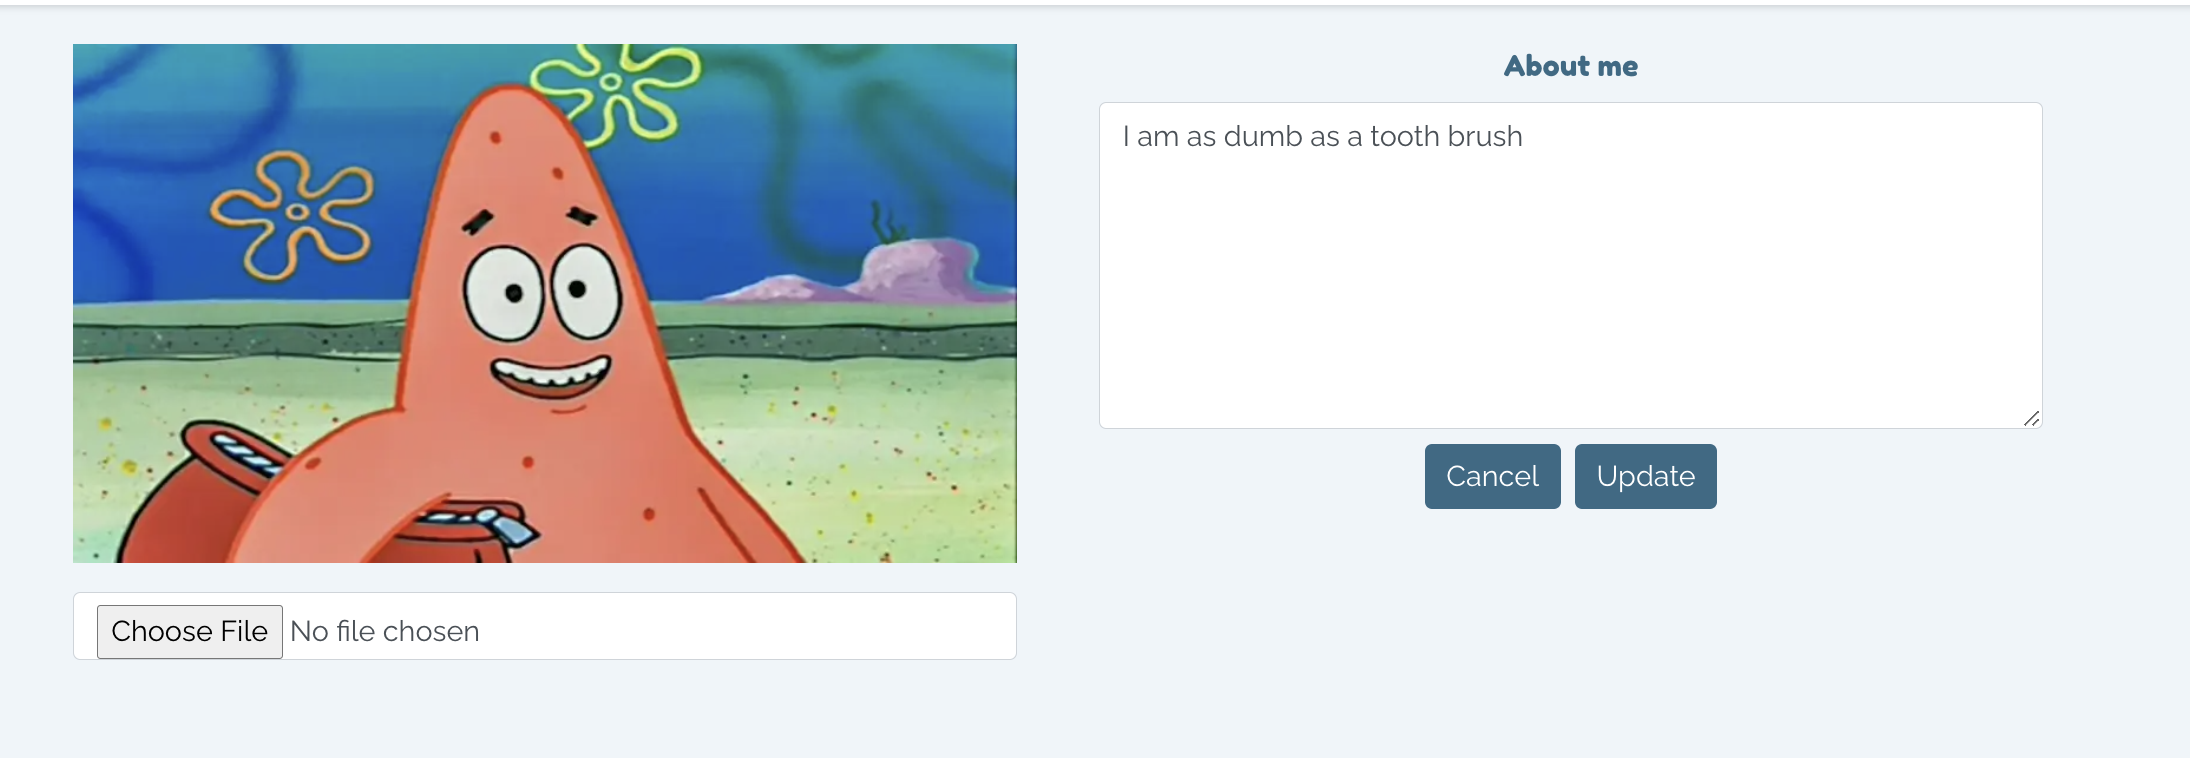 About me
I am as dumb as a tooth brush
Cancel Update
Choose File No file chosen